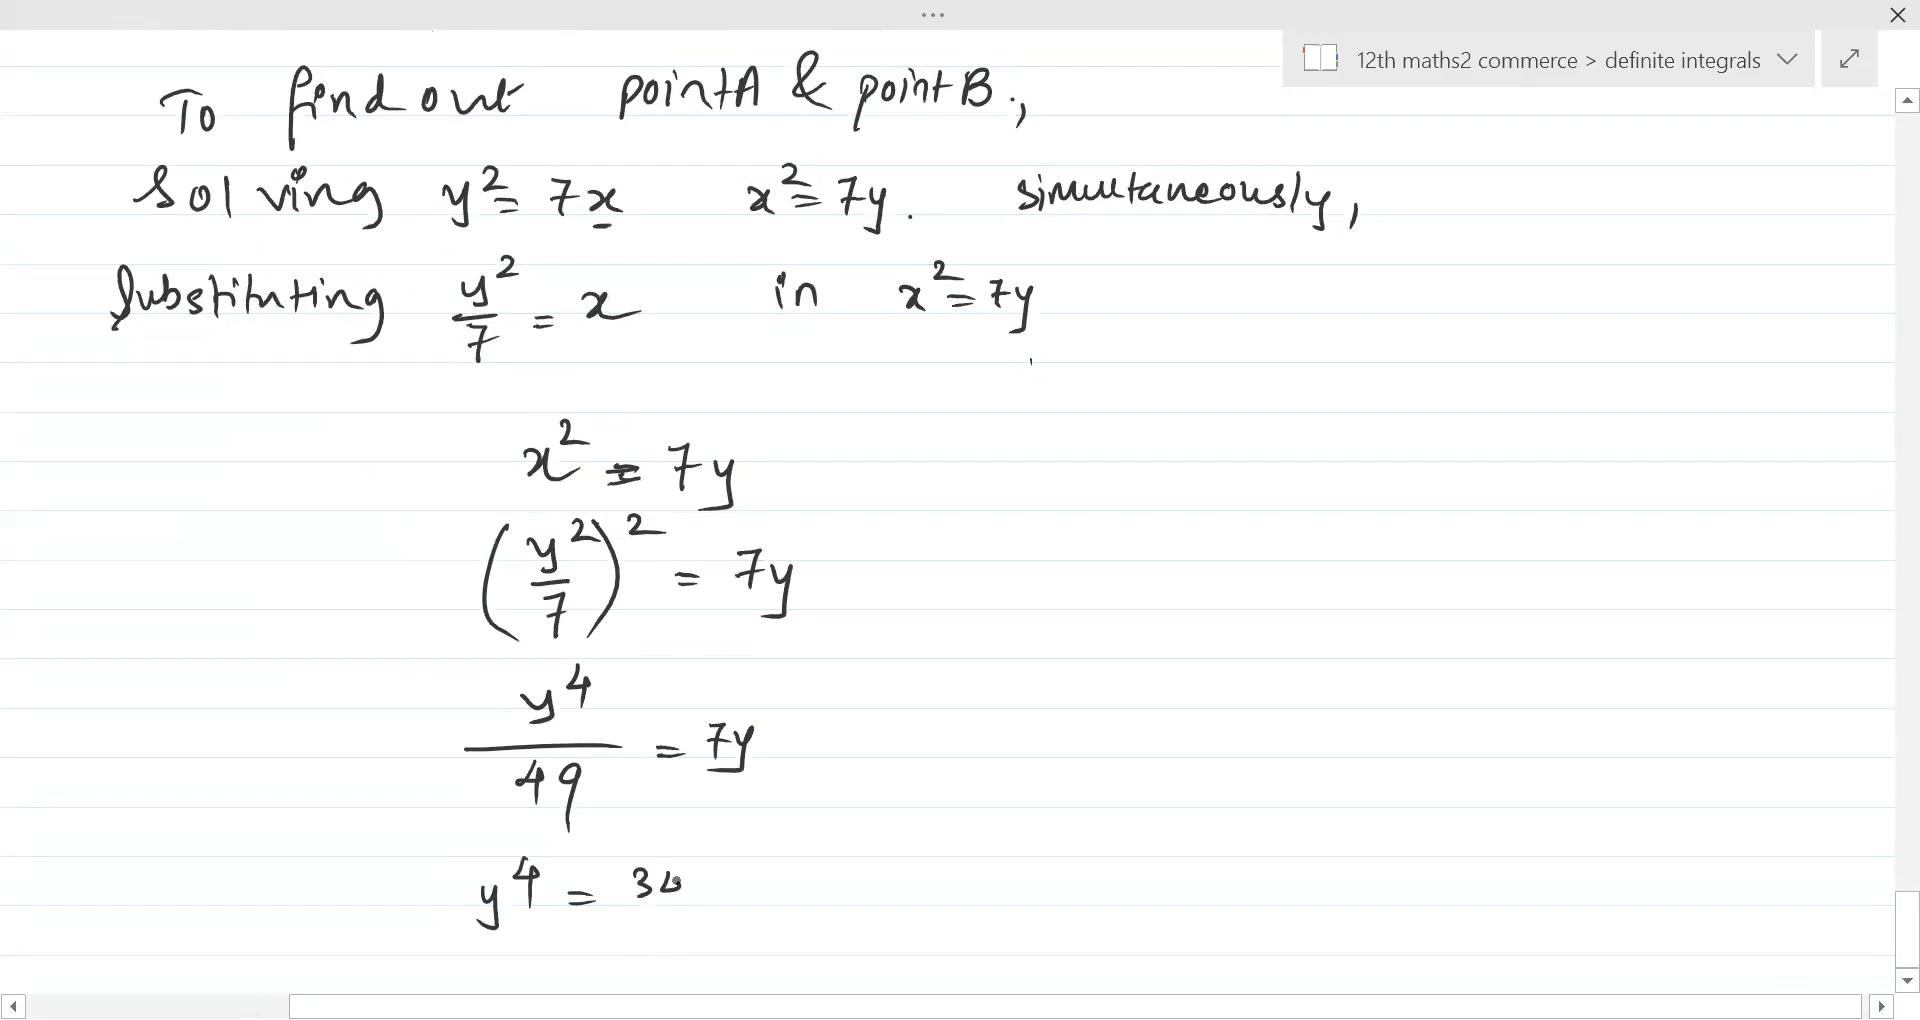 12th maths2 commerce > definite integrals
To find out point A & point B.,
Solving y² = 7x x² = 7y. simultaneously,
Substituting y²/7 = x in x² = 7y
x² = 7y
(y²/7)² = 7y
y⁴/49 = 7y
y⁴ = 34